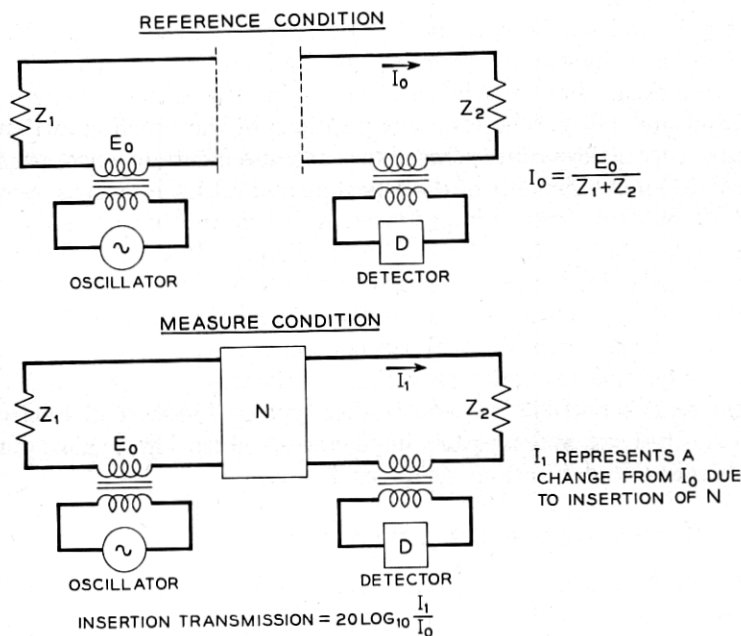 REFERENCE CONDITION
I₀
Z₁
Z₂
E₀
I₀ = E₀ / (Z₁+Z₂)
D
OSCILLATOR
DETECTOR
MEASURE CONDITION
I₁
Z₁
N
Z₂
E₀
I₁ REPRESENTS A
CHANGE FROM I₀ DUE
TO INSERTION OF N
D
OSCILLATOR
DETECTOR
INSERTION TRANSMISSION = 20 LOG₁₀ I₁/I₀